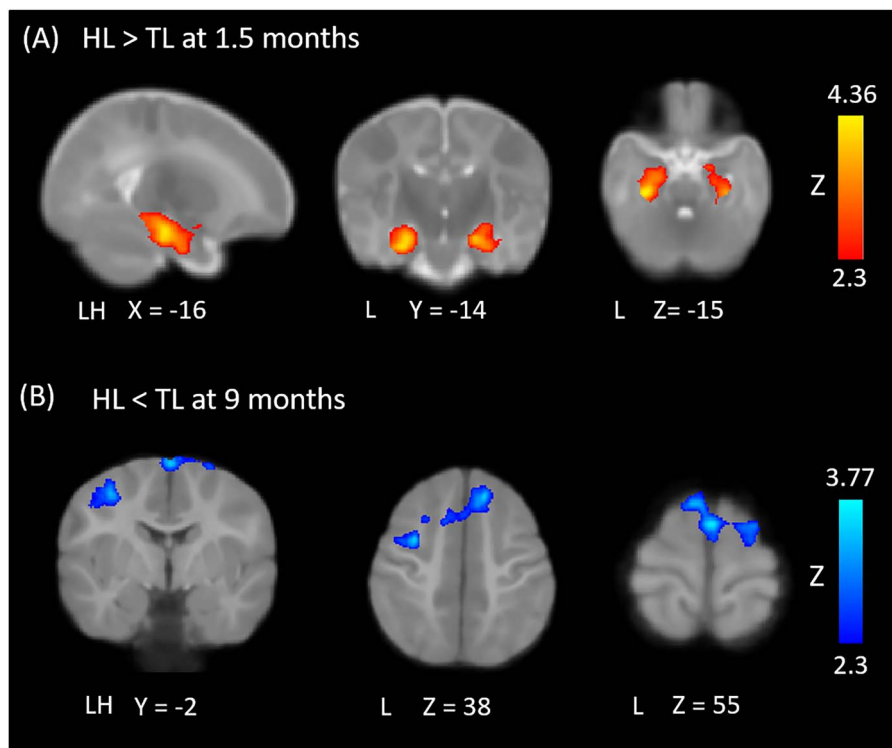 (A) HL > TL at 1.5 months
4.36
Z
2.3
LH X = -16
L Y = -14
L Z= -15
(B) HL < TL at 9 months
3.77
Z
2.3
LH Y = -2
L Z = 38
L Z = 55